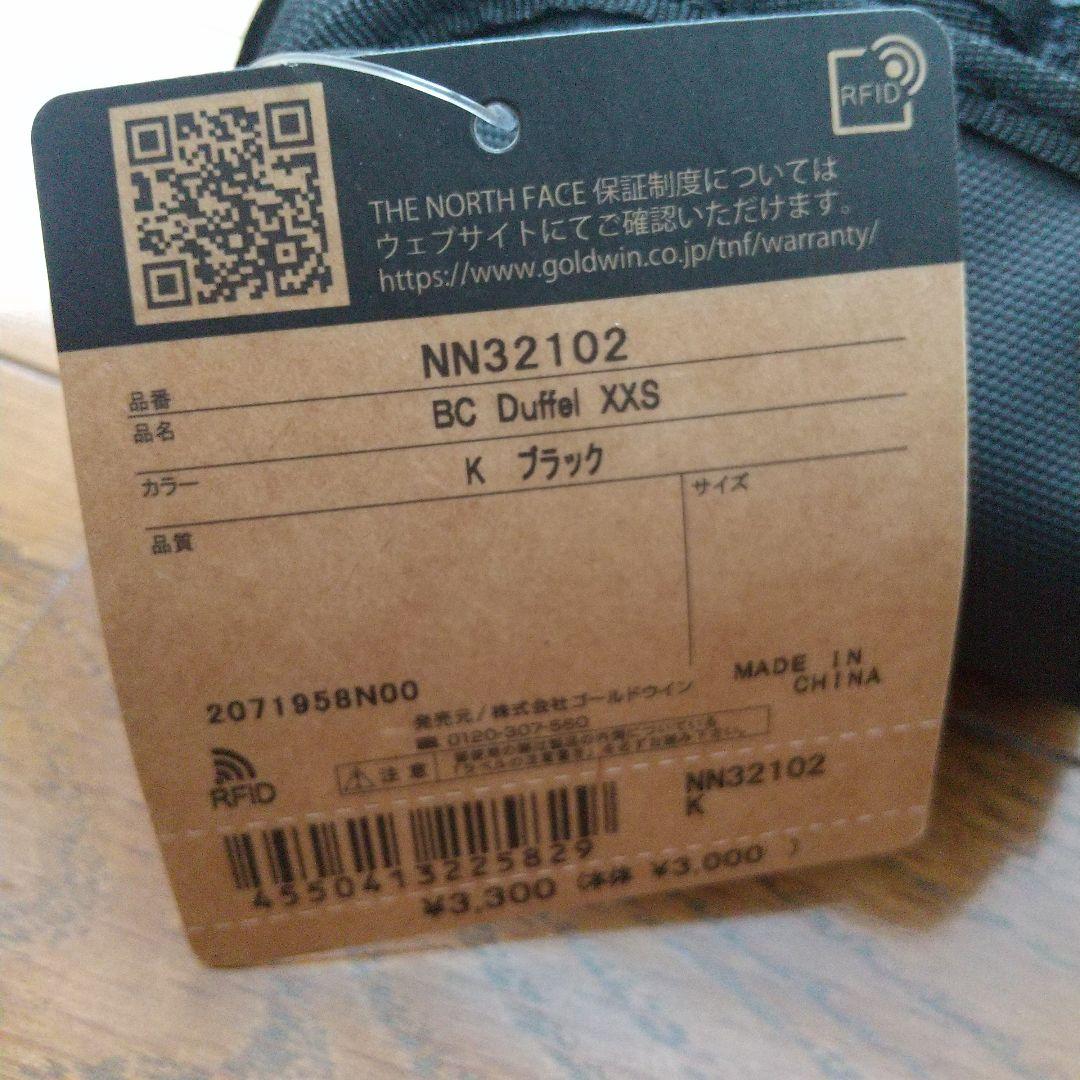 RFID
THE NORTH FACE 保証制度については
ウェブサイトにてご確認いただけます。
https://www.goldwin.co.jp/tnf/warranty/
品番 NN32102
品名 BC Duffel XXS
カラー K ブラック
品質
サイズ
MADE IN
CHINA
2071958N00
発売元/株式会社ゴールドウイン
0120-307-560
RFID
注意
NN32102
K
4550413225829
¥3,300 (本体 ¥3,000 )